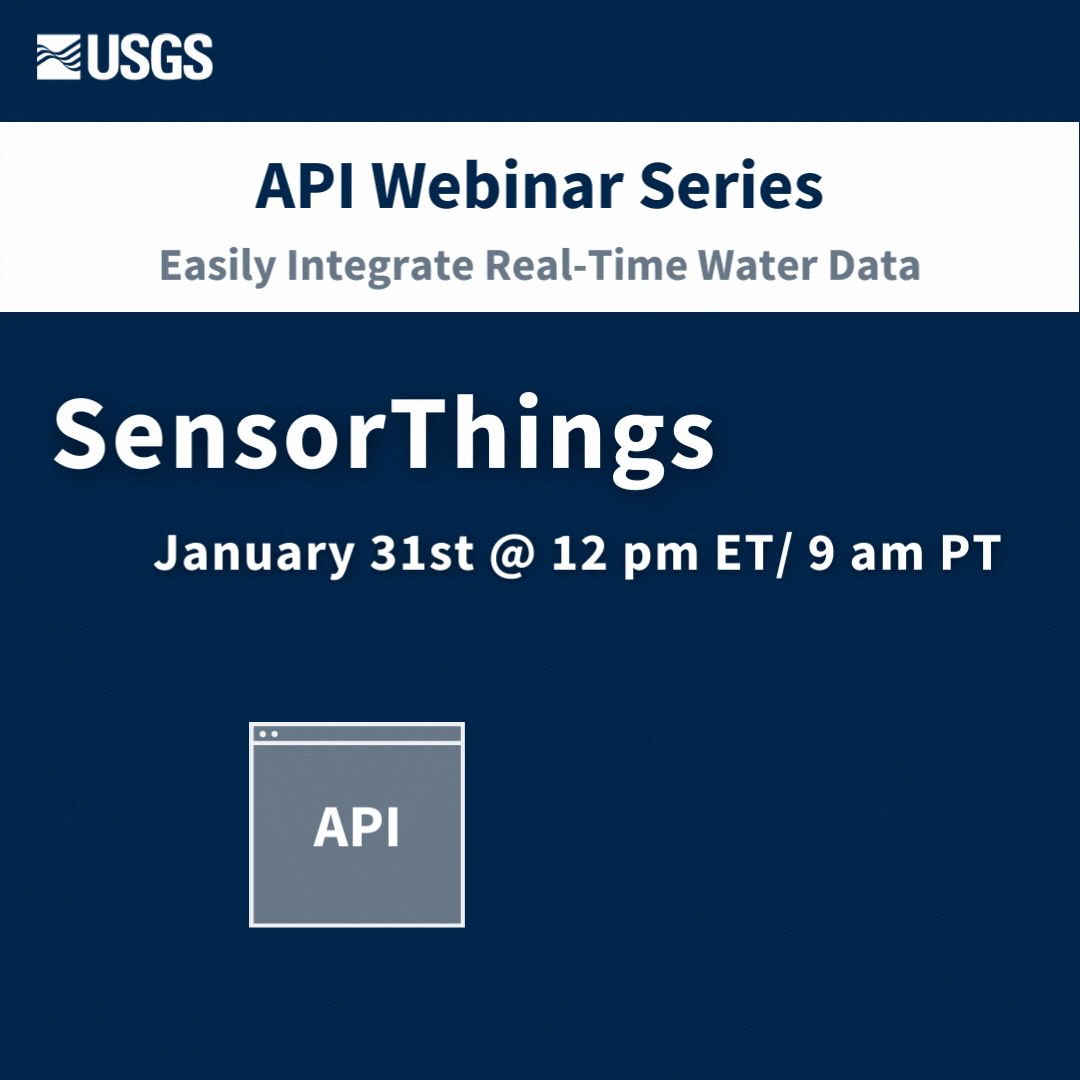 USGS
API Webinar Series
Easily Integrate Real-Time Water Data
SensorThings
January 31st @ 12 pm ET/ 9 am PT
API